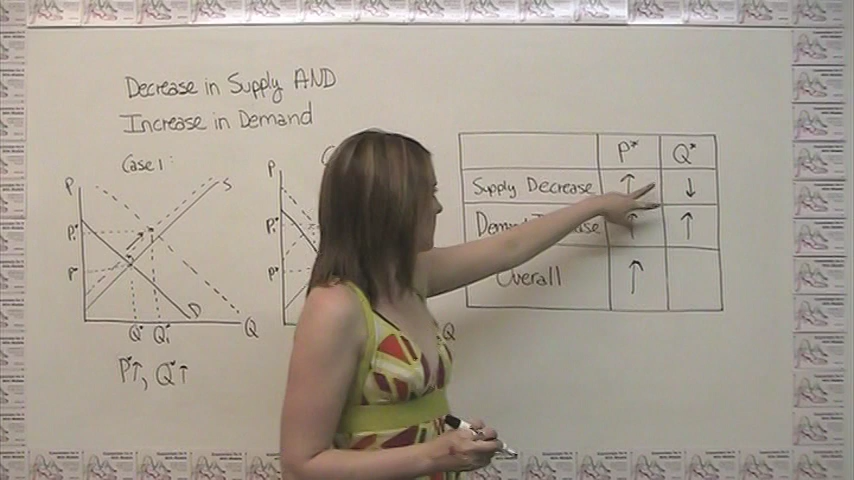 Decrease in Supply AND
Increase in Demand
Case 1:
P
S
P₁*
P*
D
Q* Q₁* Q
P*↑, Q*↑
P
P₁*
P*
Q
P* Q*
Supply Decrease ↑ ↓
↑ ↑
Overall ↑